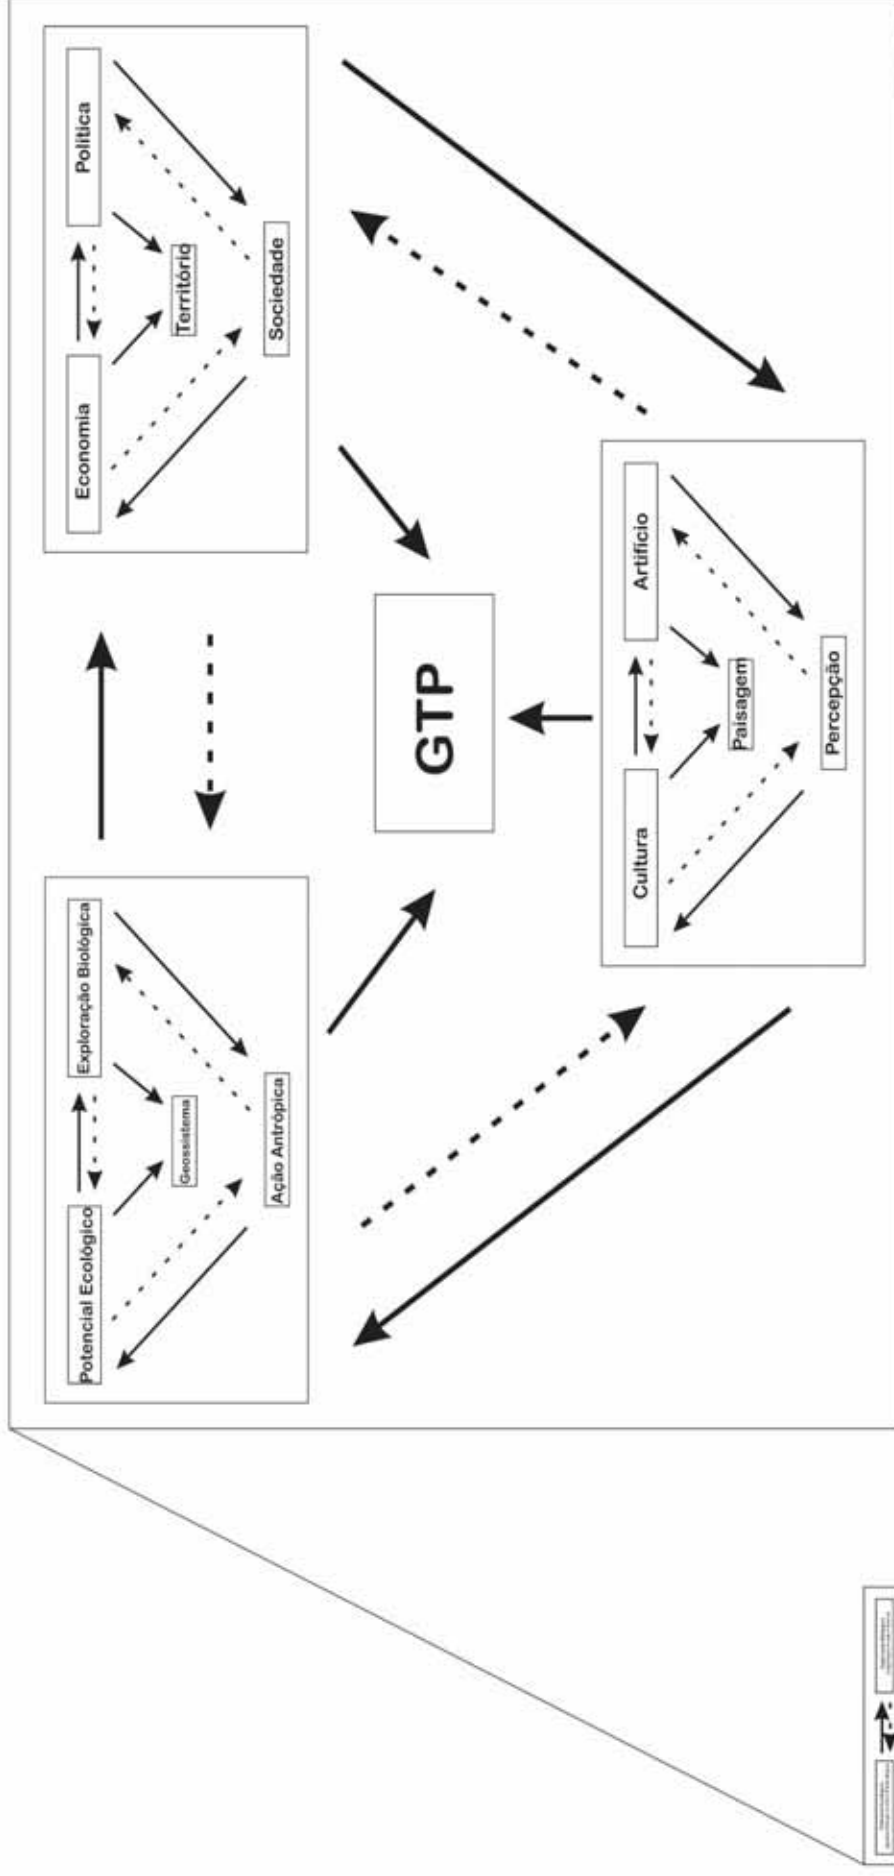 Potencial Ecológico
Exploração Biológica
Geossistema
Ação Antrópica
Economia
Política
Território
Sociedade
GTP
Cultura
Artifício
Paisagem
Percepção